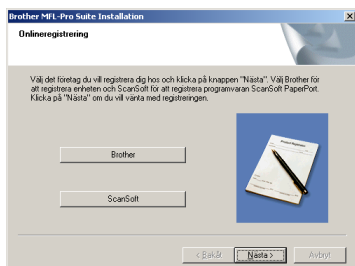 Brother MFL-Pro Suite Installation
Onlineregistrering
Välj det företag du vill registrera dig hos och klicka på knappen "Nästa". Välj Brother för
att registrera enheten och ScanSoft för att registrera programvaran ScanSoft PaperPort.
Klicka på "Nästa" om du vill vänta med registreringen.
Brother
Product Registration
ScanSoft
< Bakåt
Nästa >
Avbryt